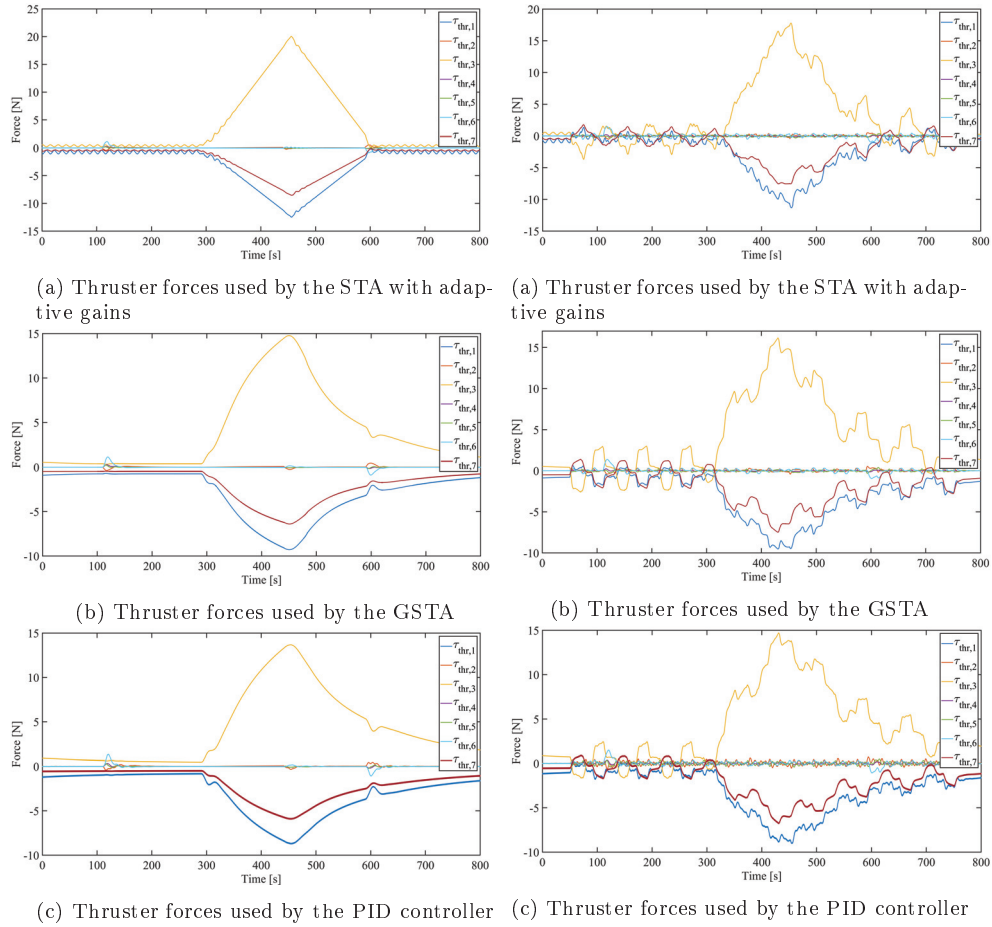 25
20
15
10
5
0
-5
-10
-15
Force [N]
0 100 200 300 400 500 600 700 800
Time [s]
τthr,1
τthr,2
τthr,3
τthr,4
τthr,5
τthr,6
τthr,7
(a) Thruster forces used by the STA with adap-
tive gains
20
15
10
5
0
-5
-10
-15
Force [N]
0 100 200 300 400 500 600 700 800
Time [s]
τthr,1
τthr,2
τthr,3
τthr,4
τthr,5
τthr,6
τthr,7
(a) Thruster forces used by the STA with adap-
tive gains
15
10
5
0
-5
-10
Force [N]
0 100 200 300 400 500 600 700 800
Time [s]
τthr,1
τthr,2
τthr,3
τthr,4
τthr,5
τthr,6
τthr,7
(b) Thruster forces used by the GSTA
15
10
5
0
-5
-10
Force [N]
0 100 200 300 400 500 600 700 800
Time [s]
τthr,1
τthr,2
τthr,3
τthr,4
τthr,5
τthr,6
τthr,7
(b) Thruster forces used by the GSTA
15
10
5
0
-5
-10
Force [N]
0 100 200 300 400 500 600 700 800
Time [s]
τthr,1
τthr,2
τthr,3
τthr,4
τthr,5
τthr,6
τthr,7
(c) Thruster forces used by the PID controller
15
10
5
0
-5
-10
Force [N]
0 100 200 300 400 500 600 700 800
Time [s]
τthr,1
τthr,2
τthr,3
τthr,4
τthr,5
τthr,6
τthr,7
(c) Thruster forces used by the PID controller